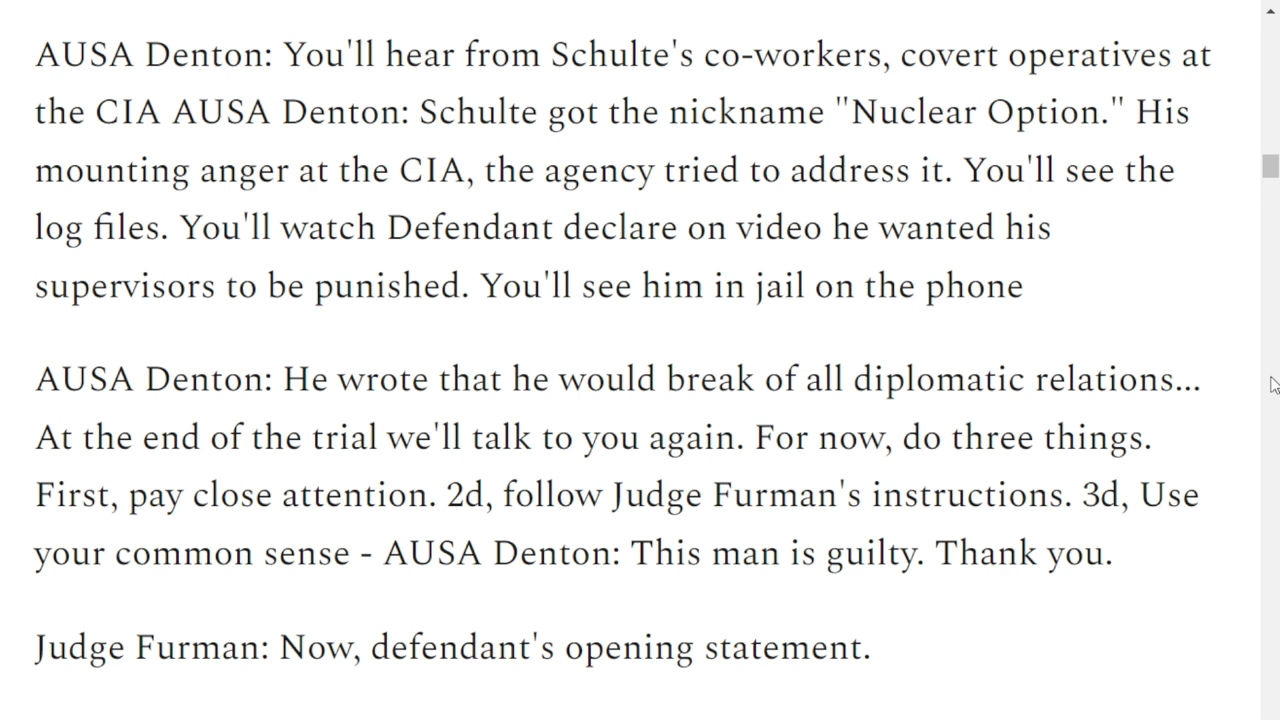 AUSA Denton: You'll hear from Schulte's co-workers, covert operatives at
the CIA AUSA Denton: Schulte got the nickname "Nuclear Option." His
mounting anger at the CIA, the agency tried to address it. You'll see the
log files. You'll watch Defendant declare on video he wanted his
supervisors to be punished. You'll see him in jail on the phone
AUSA Denton: He wrote that he would break of all diplomatic relations...
At the end of the trial we'll talk to you again. For now, do three things.
First, pay close attention. 2d, follow Judge Furman's instructions. 3d, Use
your common sense - AUSA Denton: This man is guilty. Thank you.
Judge Furman: Now, defendant's opening statement.